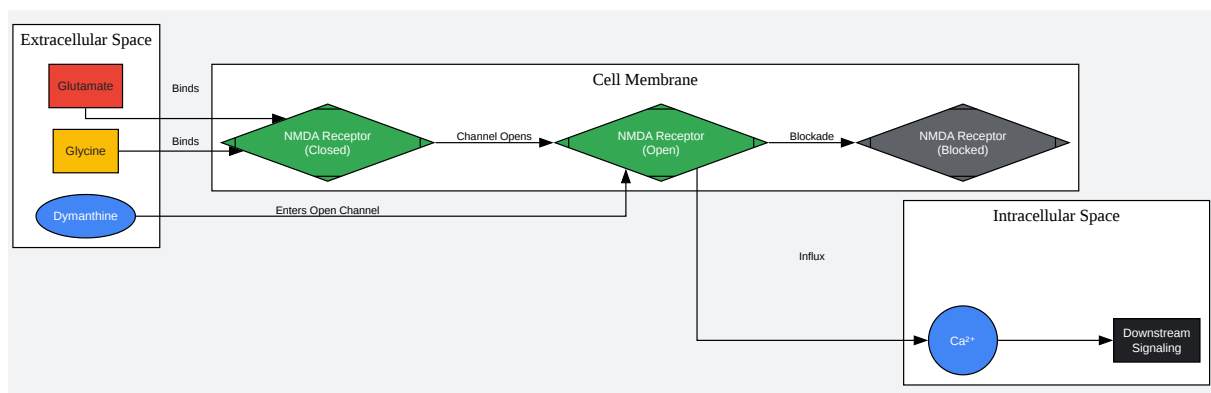 Extracellular Space
Glutamate
Glycine
Dymanthine
Binds
Binds
Enters Open Channel
Cell Membrane
NMDA Receptor
(Closed)
Channel Opens
NMDA Receptor
(Open)
Blockade
NMDA Receptor
(Blocked)
Influx
Intracellular Space
Ca²⁺
Downstream
Signaling